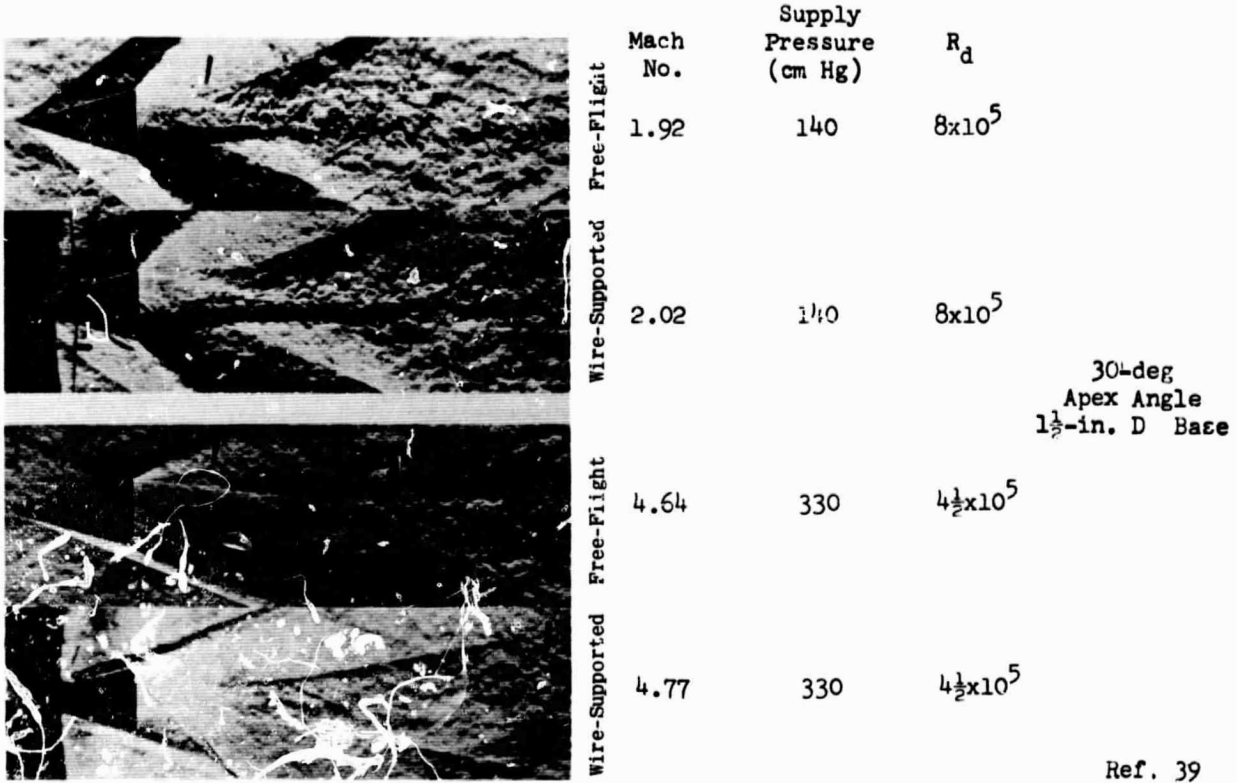 Mach No.
Supply Pressure (cm Hg)
R_d
Free-Flight
1.92
140
8x10^5
Wire-Supported
2.02
140
8x10^5
30-deg
Apex Angle
1½-in. D Base
Free-Flight
4.64
330
4½x10^5
Wire-Supported
4.77
330
4½x10^5
Ref. 39